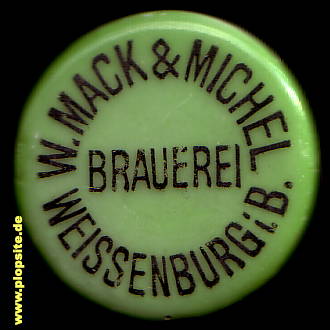 W. MACK & MICHEL
BRAUEREI
WEISSENBURG i. B.
www.plopsite.de